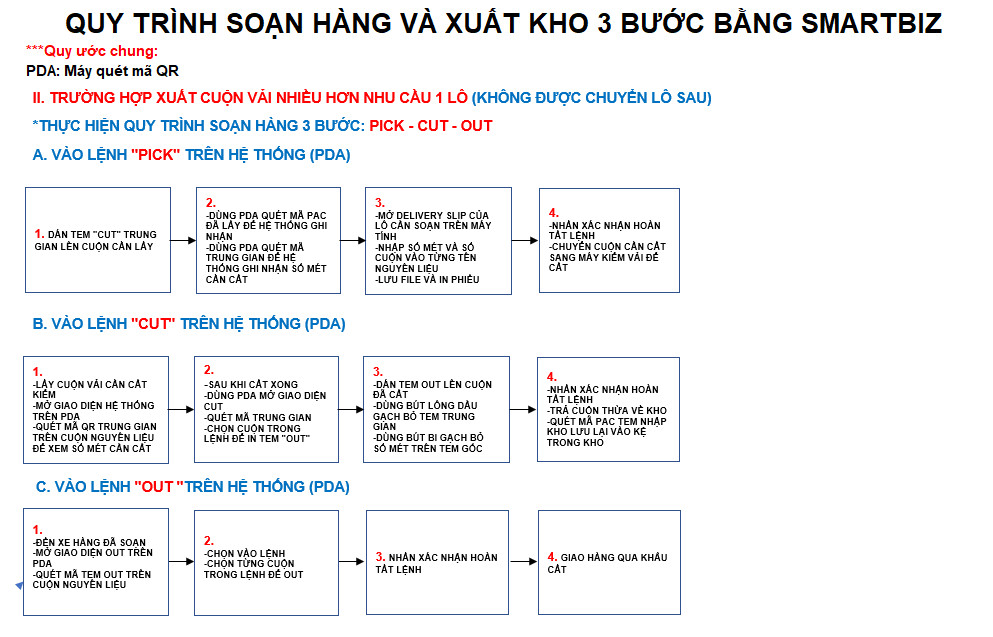 QUY TRÌNH SOẠN HÀNG VÀ XUẤT KHO 3 BƯỚC BẰNG SMARTBIZ
***Quy ước chung:
PDA: Máy quét mã QR
II. TRƯỜNG HỢP XUẤT CUỘN VẢI NHIỀU HƠN NHU CẦU 1 LÔ (KHÔNG ĐƯỢC CHUYỂN LÔ SAU)
*THỰC HIỆN QUY TRÌNH SOẠN HÀNG 3 BƯỚC: PICK - CUT - OUT
A. VÀO LỆNH "PICK" TRÊN HỆ THỐNG (PDA)
1. DÁN TEM "CUT" TRUNG
GIAN LÊN CUỘN CẦN LẤY
2.
-DÙNG PDA QUÉT MÃ PAC
ĐÃ LẤY ĐỂ HỆ THỐNG GHI
NHẬN
-DÙNG PDA QUÉT MÃ
TRUNG GIAN ĐỂ HỆ
THỐNG GHI NHẬN SỐ MÉT
CẦN CẮT
3.
-MỞ DELIVERY SLIP CỦA
LÔ CẦN SOẠN TRÊN MÁY
TÍNH
-NHẬP SỐ MÉT VÀ SỐ
CUỘN VÀO TỪNG TÊN
NGUYÊN LIỆU
-LƯU FILE VÀ IN PHIẾU
4.
-NHẤN XÁC NHẬN HOÀN
TẤT LỆNH
-CHUYỂN CUỘN CẦN CẮT
SANG MÁY KIỂM VẢI ĐỂ
CẮT
B. VÀO LỆNH "CUT" TRÊN HỆ THỐNG (PDA)
1.
-LẤY CUỘN VẢI CẦN CẮT
KIỂM
-MỞ GIAO DIỆN HỆ THỐNG
TRÊN PDA
-QUÉT MÃ QR TRUNG GIAN
TRÊN CUỘN NGUYÊN LIỆU
ĐỂ XEM SỐ MÉT CẦN CẮT
2.
-SAU KHI CẮT XONG
-DÙNG PDA MỞ GIAO DIỆN
CUT
-QUÉT MÃ TRUNG GIAN
-CHỌN CUỘN TRONG
LỆNH ĐỂ IN TEM "OUT"
3.
-DÁN TEM OUT LÊN CUỘN
ĐÃ CẮT
-DÙNG BÚT LÔNG DẦU
GẠCH BỎ TEM TRUNG
GIAN
-DÙNG BÚT BI GẠCH BỎ
SỐ MÉT TRÊN TEM GỐC
4.
-NHẤN XÁC NHẬN HOÀN
TẤT LỆNH
-TRẢ CUỘN THỪA VỀ KHO
-QUÉT MÃ PAC TEM NHẬP
KHO LƯU LẠI VÀO KỆ
TRONG KHO
C. VÀO LỆNH "OUT "TRÊN HỆ THỐNG (PDA)
1.
-ĐẾN XE HÀNG ĐÃ SOẠN
-MỞ GIAO DIỆN OUT TRÊN
PDA
-QUÉT MÃ TEM OUT TRÊN
CUỘN NGUYÊN LIỆU
2.
-CHỌN VÀO LỆNH
-CHỌN TỪNG CUỘN
TRONG LỆNH ĐỂ OUT
3. NHẤN XÁC NHẬN HOÀN
TẤT LỆNH
4. GIAO HÀNG QUA KHÂU
CẮT